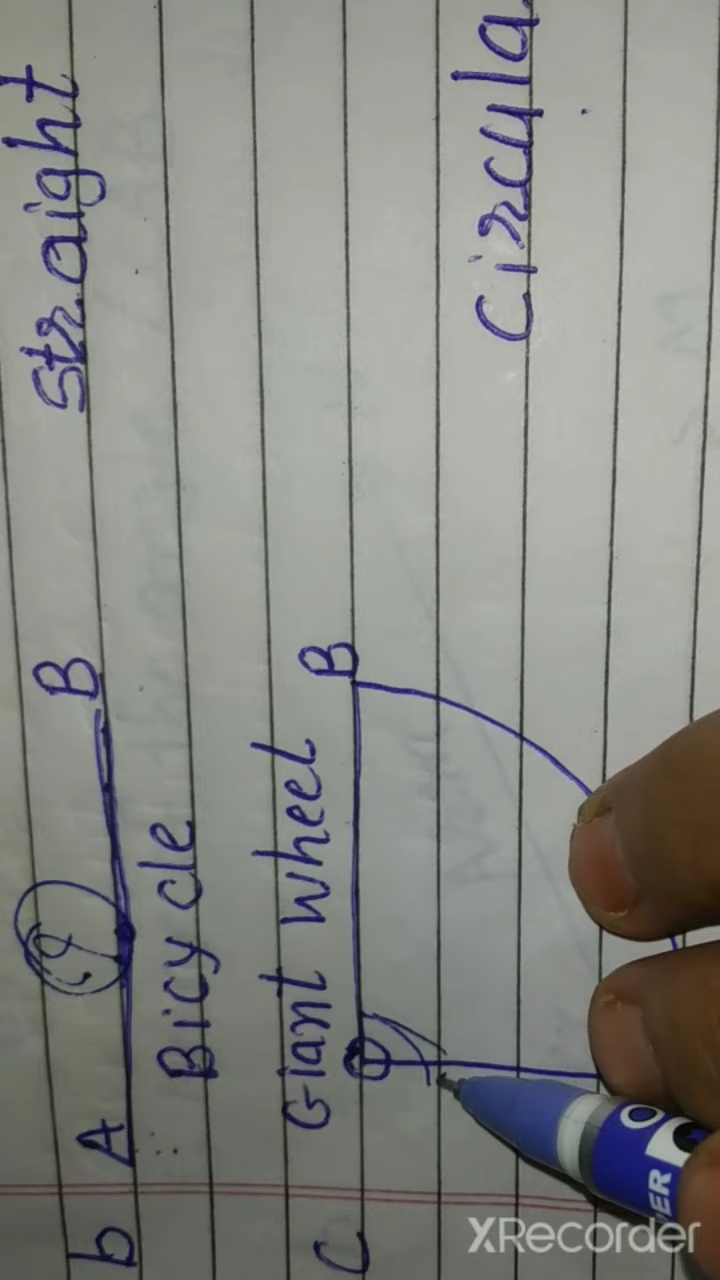 b A B straight
Bicycle
Giant wheel
C B
Circula
XRecorder